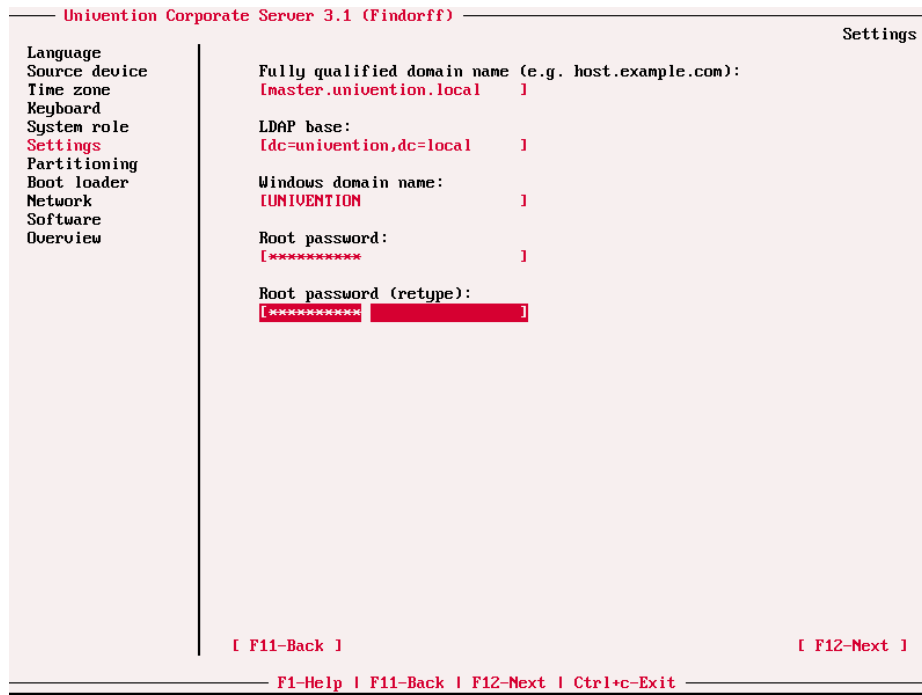 Univention Corporate Server 3.1 (Findorff)
Settings
Language
Source device
Time zone
Keyboard
System role
Settings
Partitioning
Boot loader
Network
Software
Overview
Fully qualified domain name (e.g. host.example.com):
[master.univention.local ]
LDAP base:
[dc=univention,dc=local ]
Windows domain name:
[UNIVENTION ]
Root password:
[********** ]
Root password (retype):
[********** ]
[ F11-Back ]
[ F12-Next ]
F1-Help | F11-Back | F12-Next | Ctrl+c-Exit